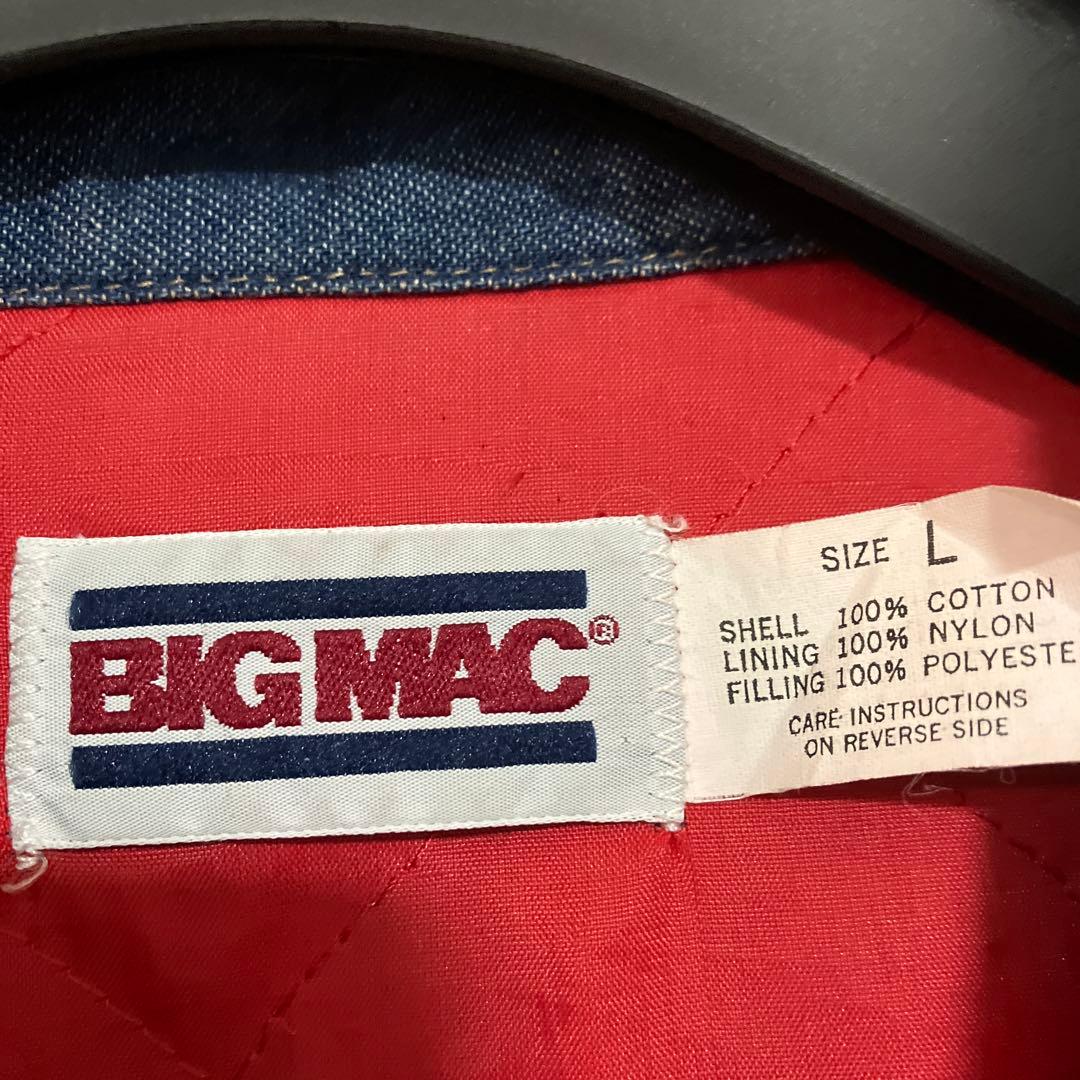 BIG MAC®
SIZE L
SHELL 100% COTTON
LINING 100% NYLON
FILLING 100% POLYESTE
CARE INSTRUCTIONS
ON REVERSE SIDE